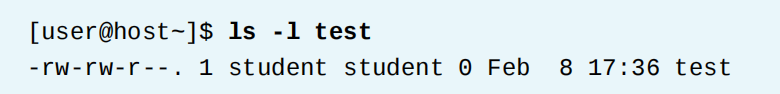 [user@host~]$ ls -l test
-rw-rw-r--. 1 student student 0 Feb  8 17:36 test